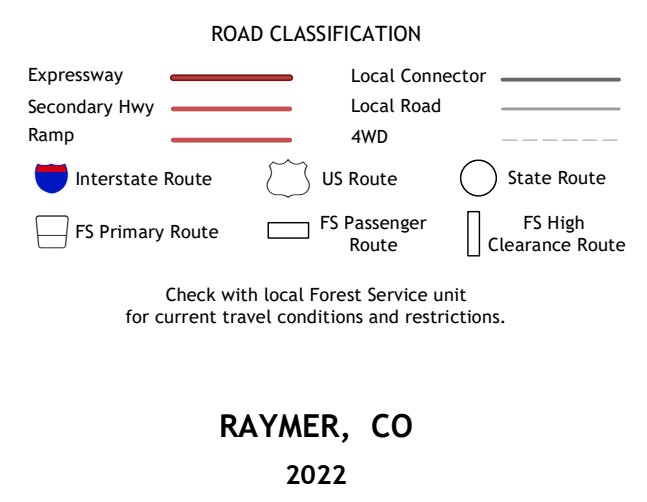 ROAD CLASSIFICATION
Expressway
Local Connector
Secondary Hwy
Local Road
Ramp
4WD
Interstate Route
US Route
State Route
FS Primary Route
FS Passenger
Route
FS High
Clearance Route
Check with local Forest Service unit
for current travel conditions and restrictions.
RAYMER, CO
2022